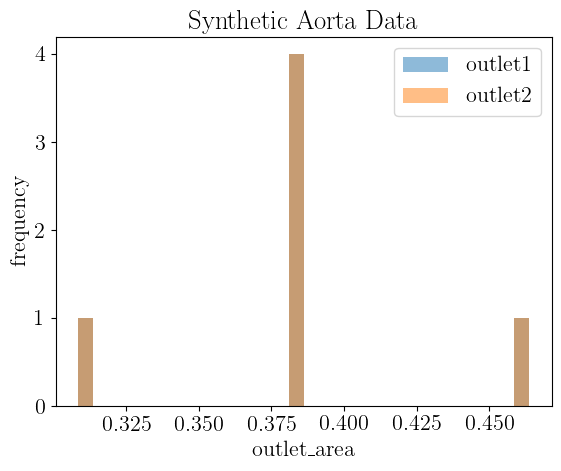 Synthetic Aorta Data
outlet1
outlet2
frequency
4
3
2
1
0
0.325 0.350 0.375 0.400 0.425 0.450
outlet_area